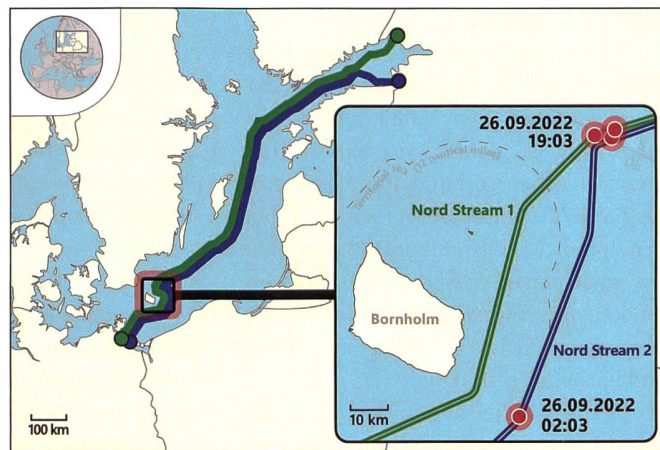 26.09.2022
19:03
Territorial
(12 nautical miles)
Nord Stream 1
Bornholm
Nord Stream 2
26.09.2022
02:03
10 km
100 km